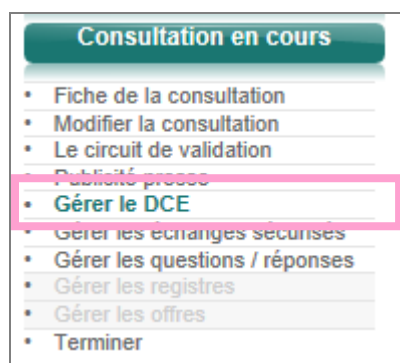 Consultation en cours
Fiche de la consultation
Modifier la consultation
Le circuit de validation
Publicité presse
Gérer le DCE
Gérer les échanges sécurisés
Gérer les questions / réponses
Gérer les registres
Gérer les offres
Terminer